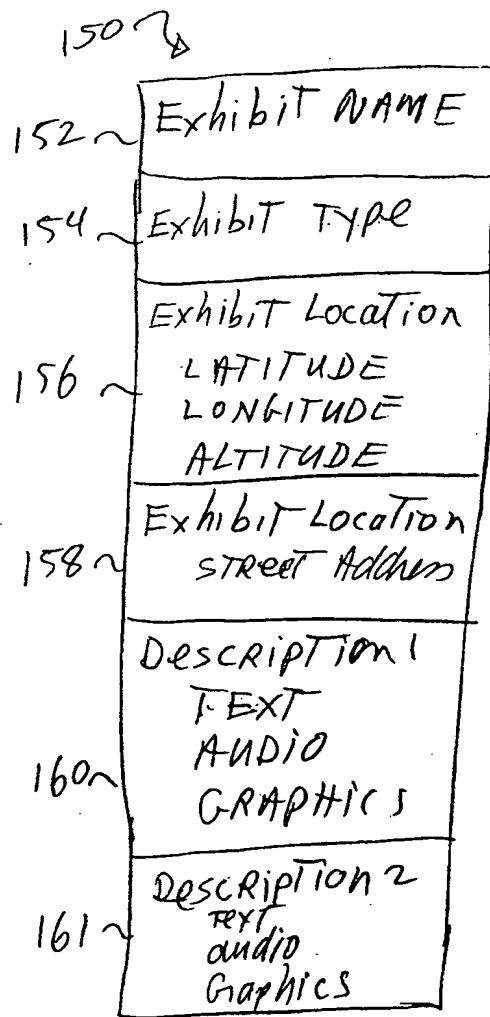 150
152 Exhibit NAME
154 Exhibit Type
Exhibit Location
LATITUDE
156 LONGITUDE
ALTITUDE
Exhibit Location
158 STREET Address
Description 1
TEXT
AUDIO
160 GRAPHICS
Description 2
Text
161 audio
Graphics